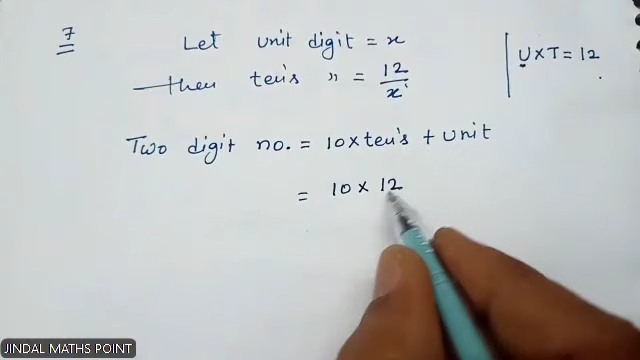 7
Let unit digit = x
U×T = 12
then ten's " = 12/x
Two digit no. = 10×ten's + unit
= 10 × 12
JINDAL MATHS POINT